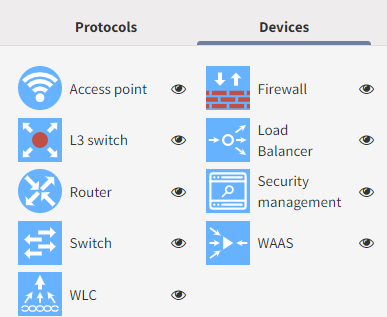 Protocols
Devices
Access point
Firewall
L3 switch
Load
Balancer
Router
Security
management
Switch
WAAS
WLC